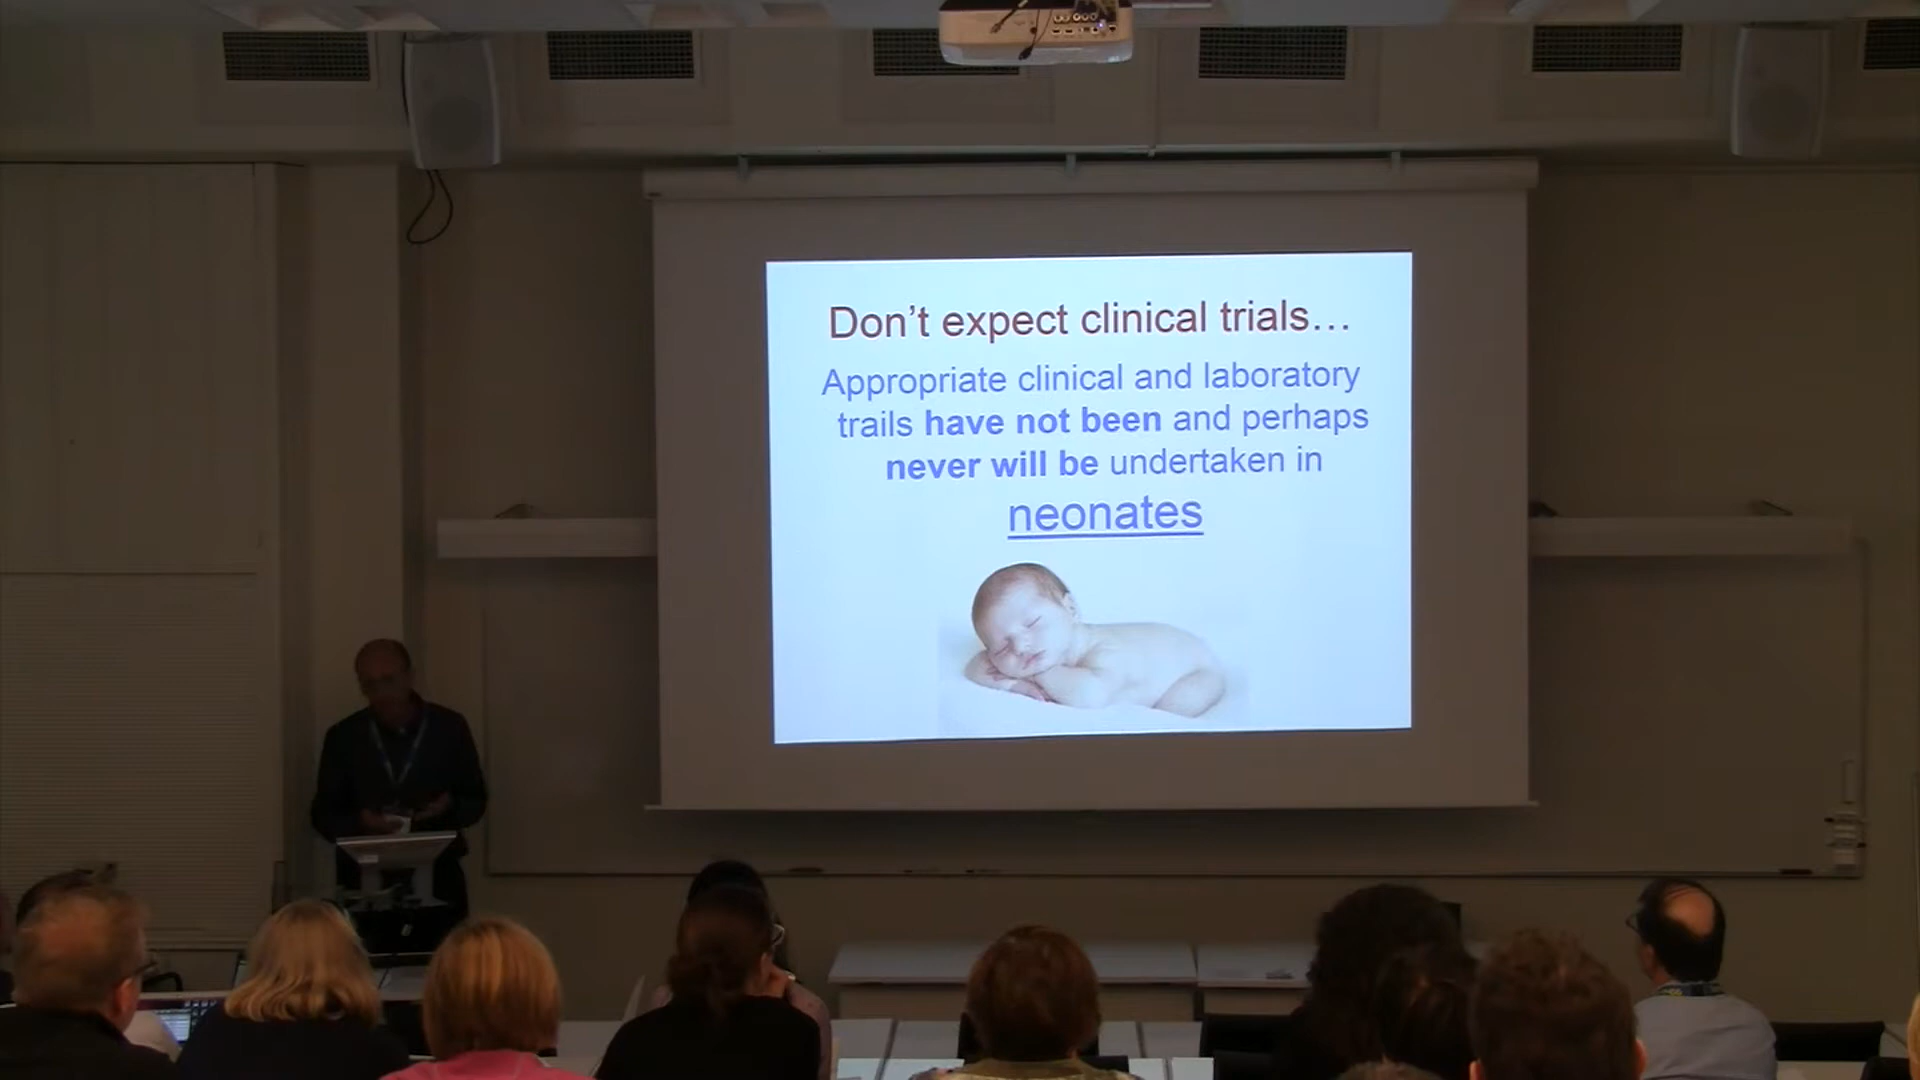 Don't expect clinical trials…
Appropriate clinical and laboratory
trails have not been and perhaps
never will be undertaken in
neonates